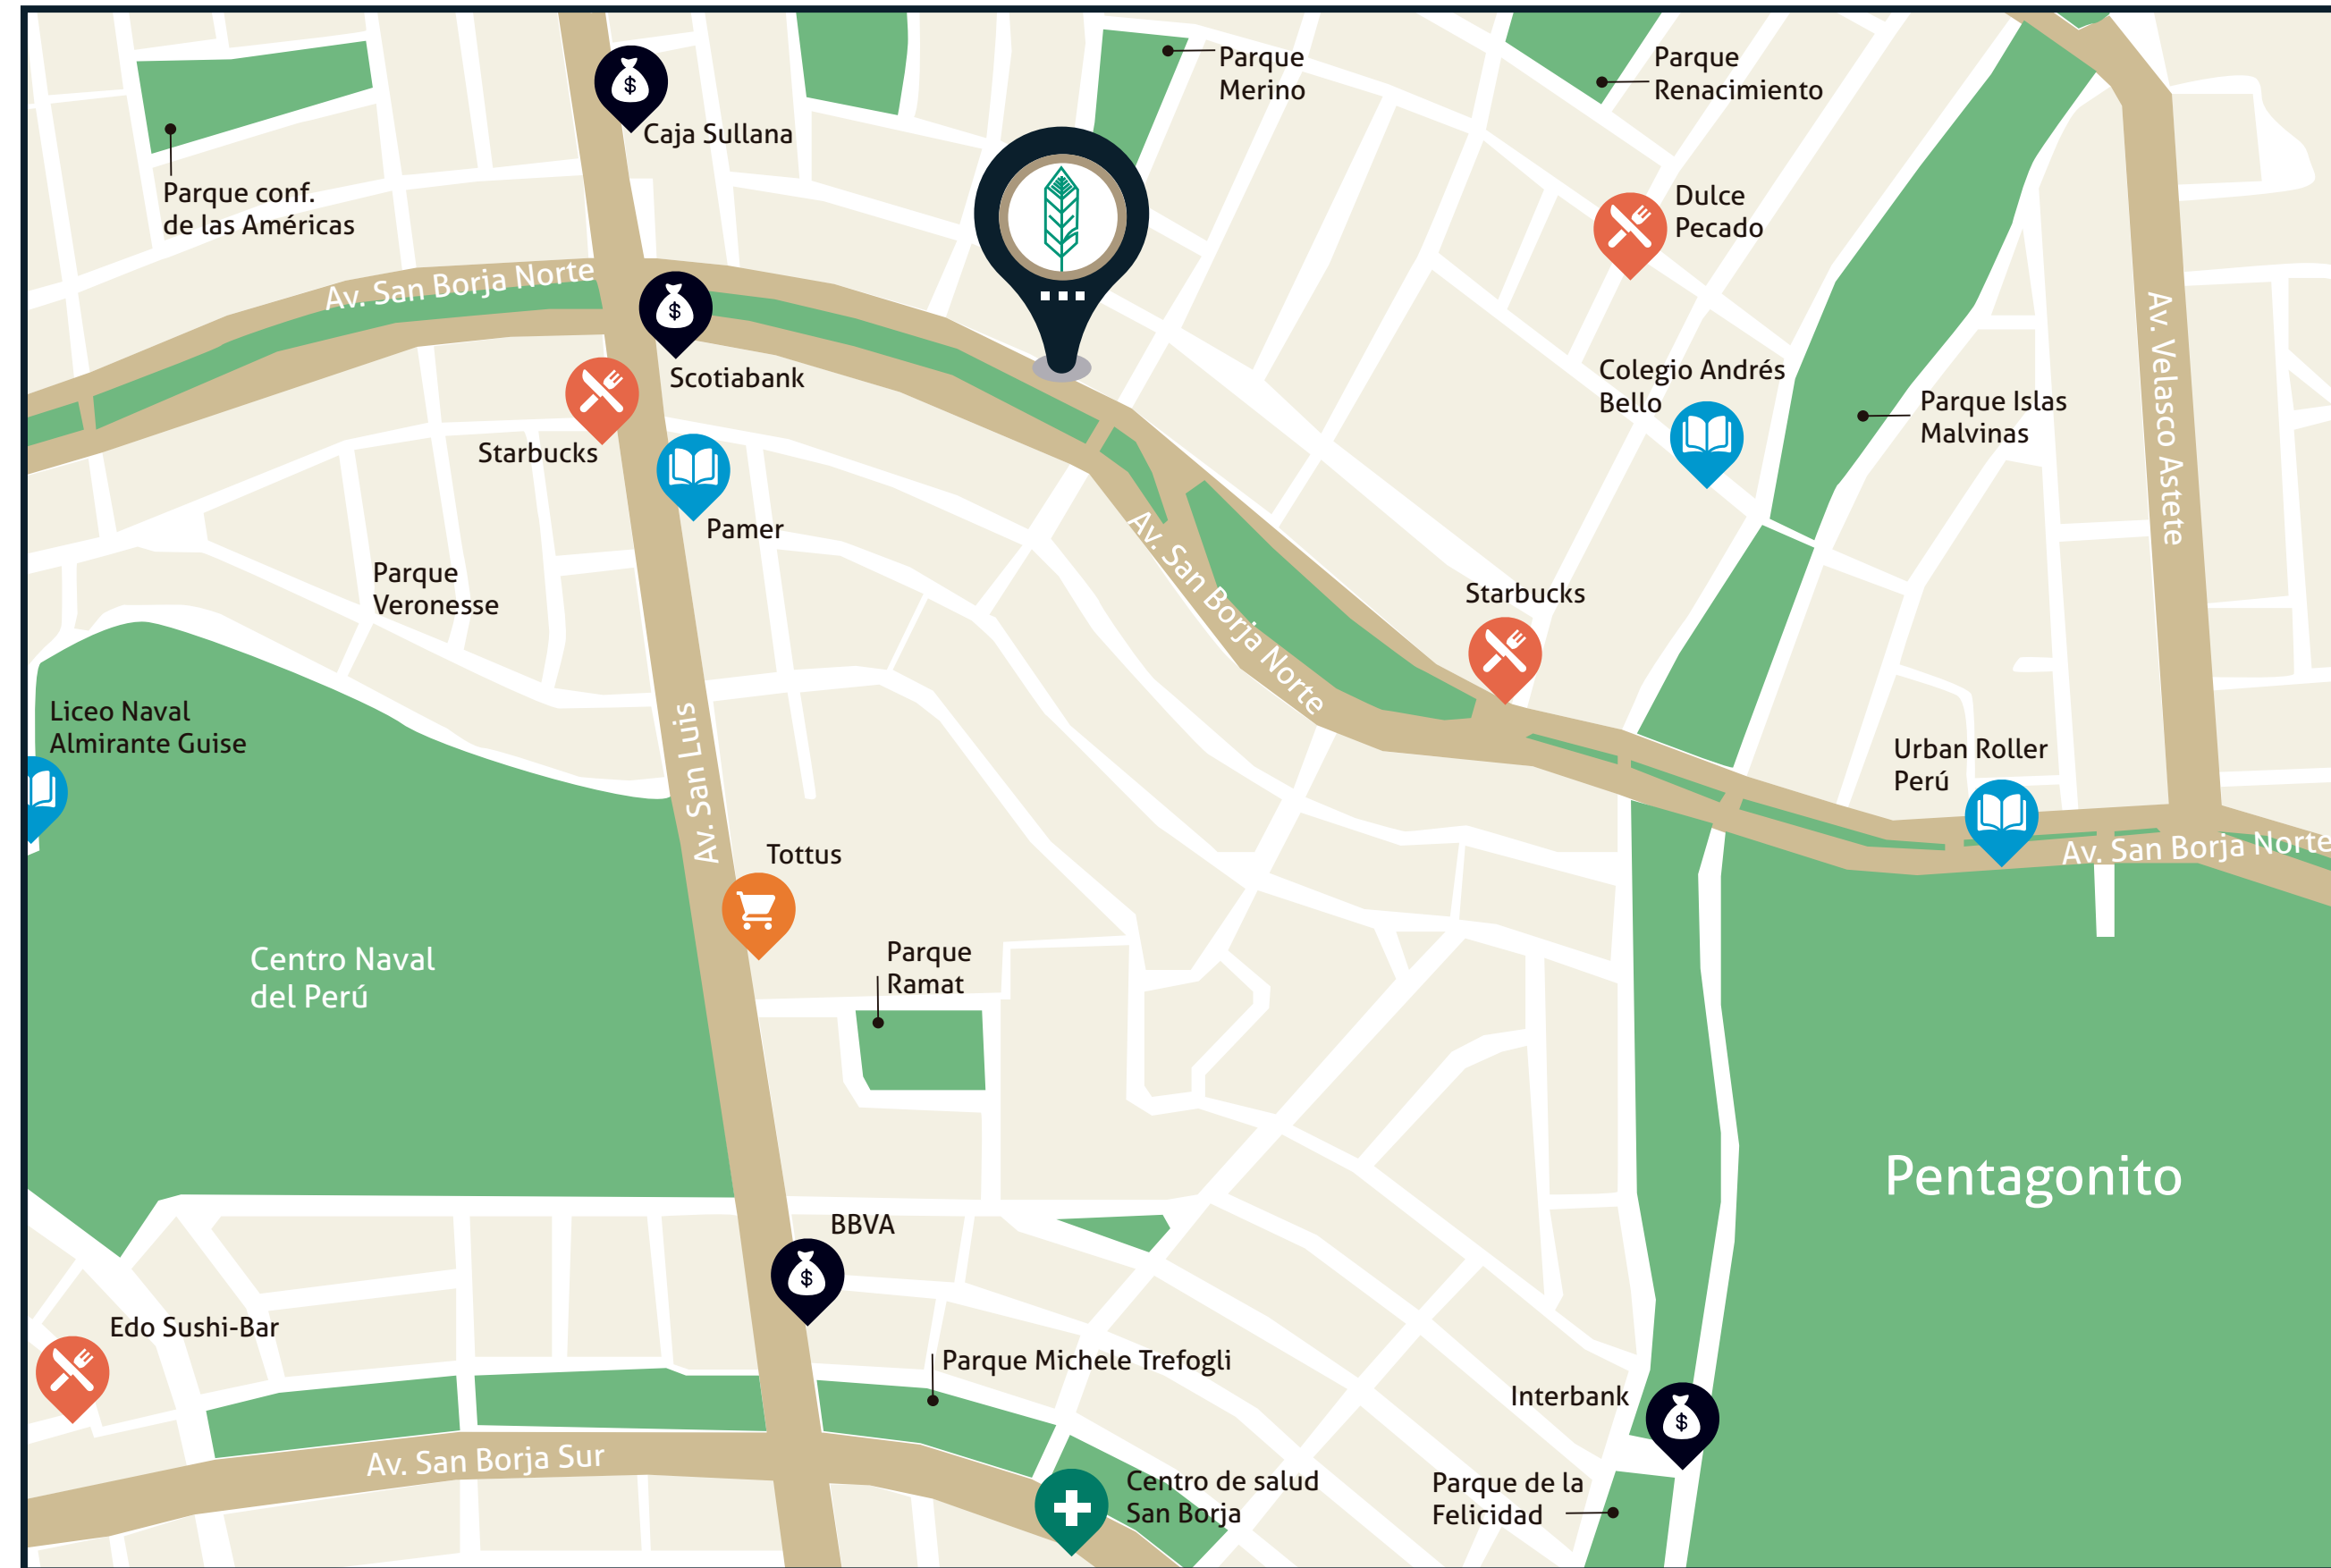 Parque
Merino
Parque
Renacimiento
Caja Sullana
Parque conf.
de las Américas
Dulce
Pecado
Av. San Borja Norte
Scotiabank
Colegio Andrés
Bello
Parque Islas
Malvinas
Av. Velasco Astete
Starbucks
Pamer
Av. San Borja Norte
Parque
Veronesse
Starbucks
Liceo Naval
Almirante Guise
Av. San Luis
Urban Roller
Perú
Av. San Borja Norte
Tottus
Centro Naval
del Perú
Parque
Ramat
Pentagonito
BBVA
Edo Sushi-Bar
Parque Michele Trefogli
Interbank
Av. San Borja Sur
Centro de salud
San Borja
Parque de la
Felicidad